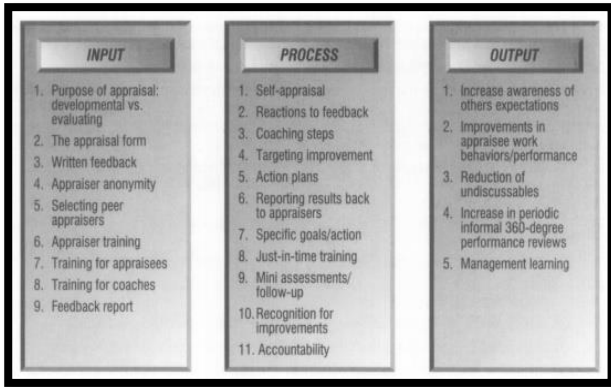 INPUT
1. Purpose of appraisal:
developmental vs.
evaluating
2. The appraisal form
3. Written feedback
4. Appraiser anonymity
5. Selecting peer
appraisers
6. Appraiser training
7. Training for appraisees
8. Training for coaches
9. Feedback report
PROCESS
1. Self-appraisal
2. Reactions to feedback
3. Coaching steps
4. Targeting improvement
5. Action plans
6. Reporting results back
to appraisers
7. Specific goals/action
8. Just-in-time training
9. Mini assessments/
follow-up
10. Recognition for
improvements
11. Accountability
OUTPUT
1. Increase awareness of
others expectations
2. Improvements in
appraisee work
behaviors/performance
3. Reduction of
undiscussables
4. Increase in periodic
informal 360-degree
performance reviews
5. Management learning